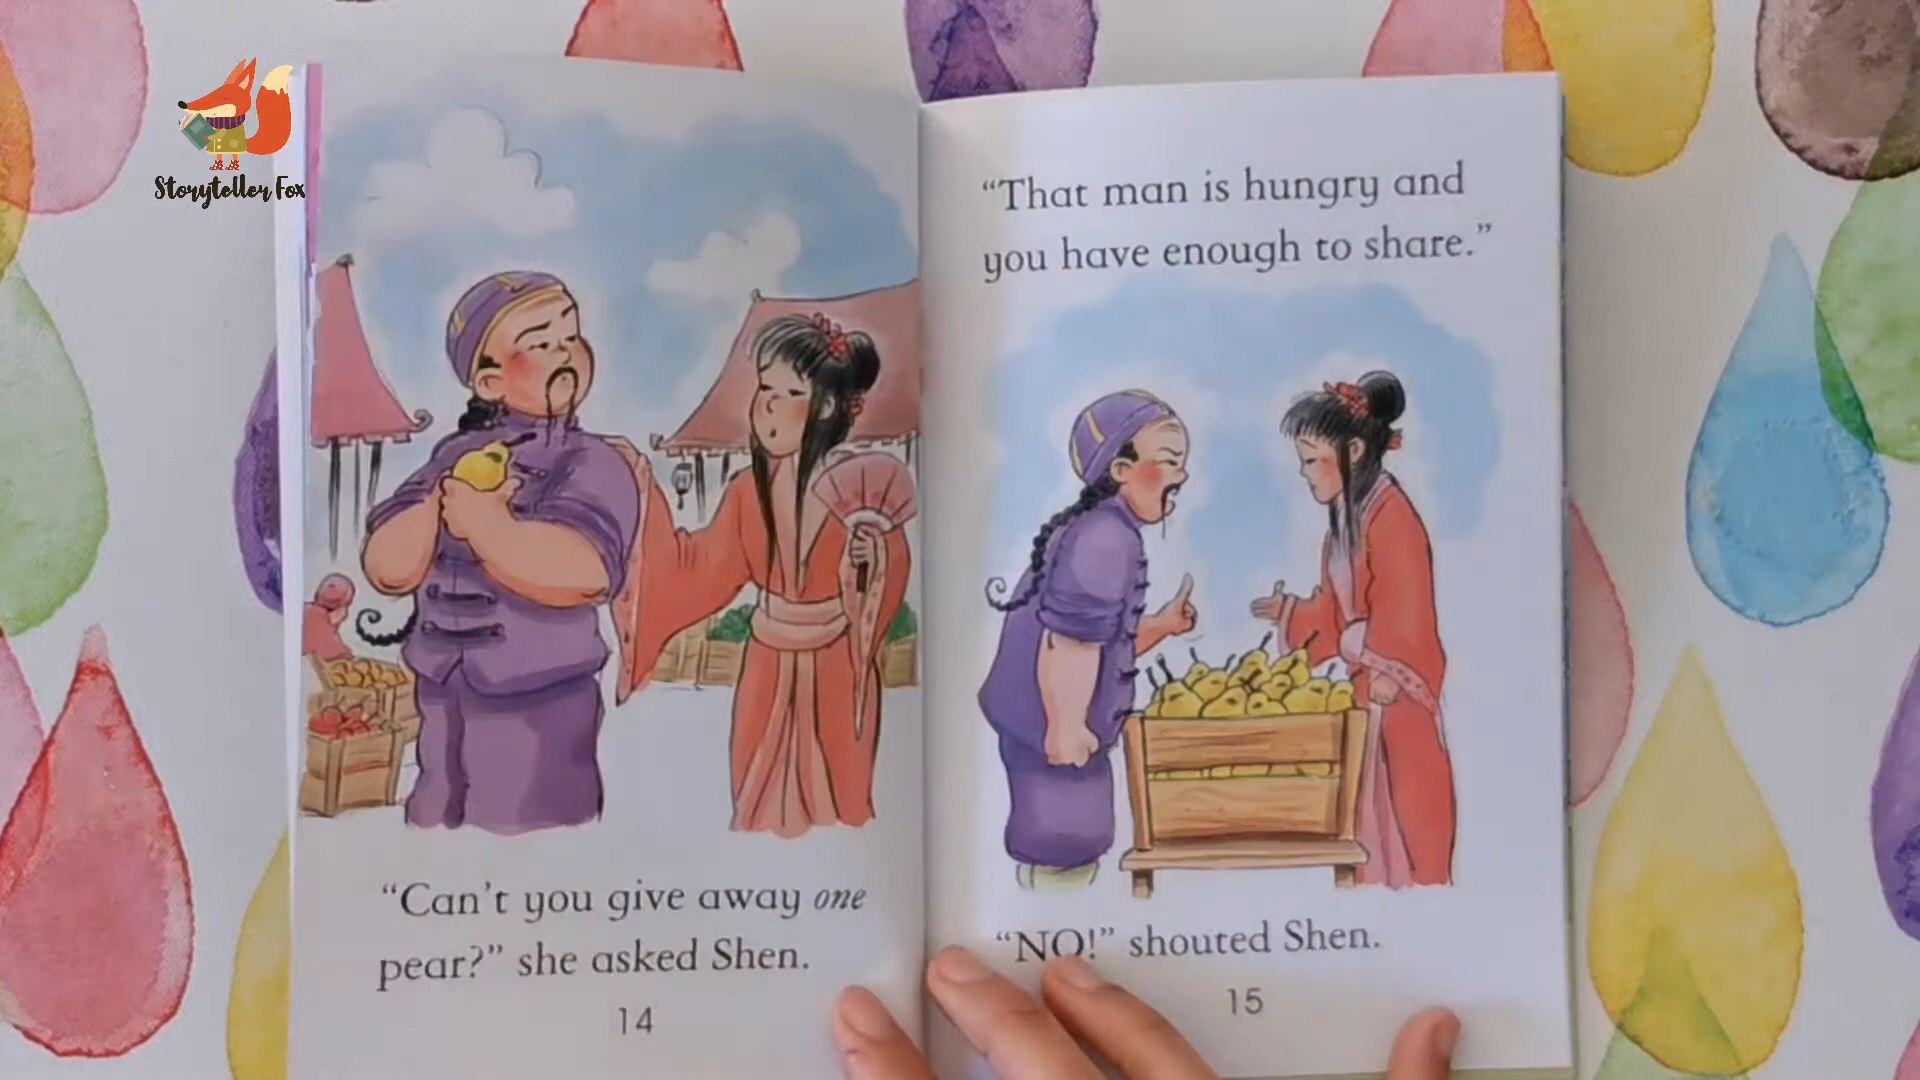 Storyteller Fox
“Can’t you give away one
pear?” she asked Shen.
14
“That man is hungry and
you have enough to share.”
“NO!” shouted Shen.
15